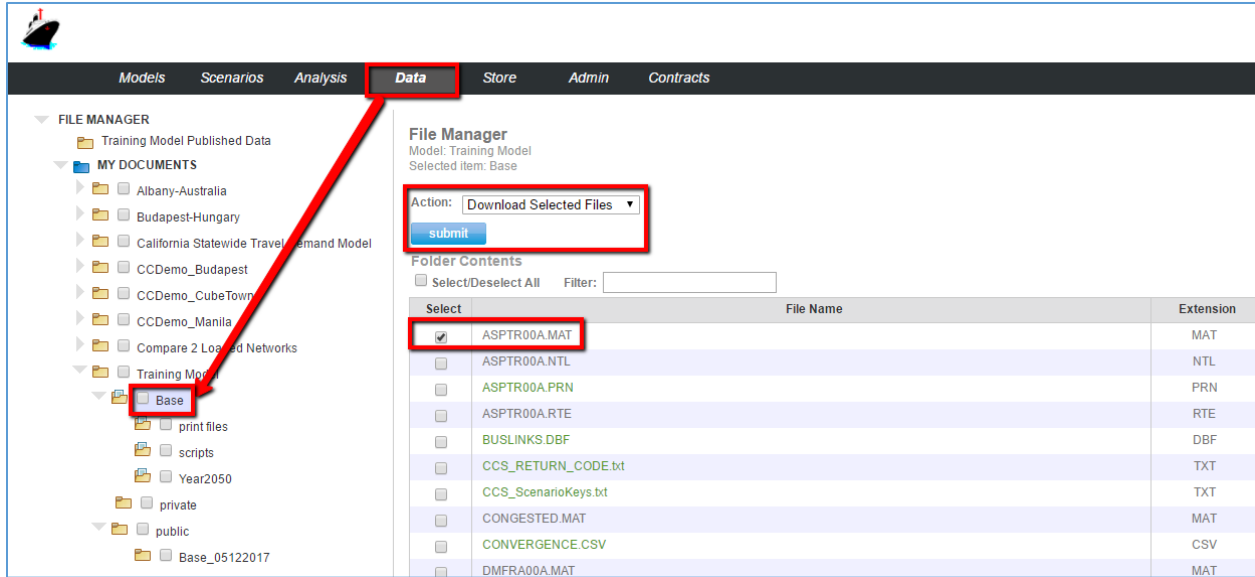 Models Scenarios Analysis Data Store Admin Contracts
FILE MANAGER
Training Model Published Data
MY DOCUMENTS
Albany-Australia
Budapest-Hungary
California Statewide Travel Demand Model
CCDemo_Budapest
CCDemo_CubeTown
CCDemo_Manila
Compare 2 Loaded Networks
Training Model
Base
print files
scripts
Year2050
private
public
Base_05122017
File Manager
Model: Training Model
Selected item: Base
Action: Download Selected Files
submit
Folder Contents
Select/Deselect All Filter:
Select File Name Extension
ASPTR00A.MAT MAT
ASPTR00A.NTL NTL
ASPTR00A.PRN PRN
ASPTR00A.RTE RTE
BUSLINKS.DBF DBF
CCS_RETURN_CODE.txt TXT
CCS_ScenarioKeys.txt TXT
CONGESTED.MAT MAT
CONVERGENCE.CSV CSV
DMFRA00A.MAT MAT